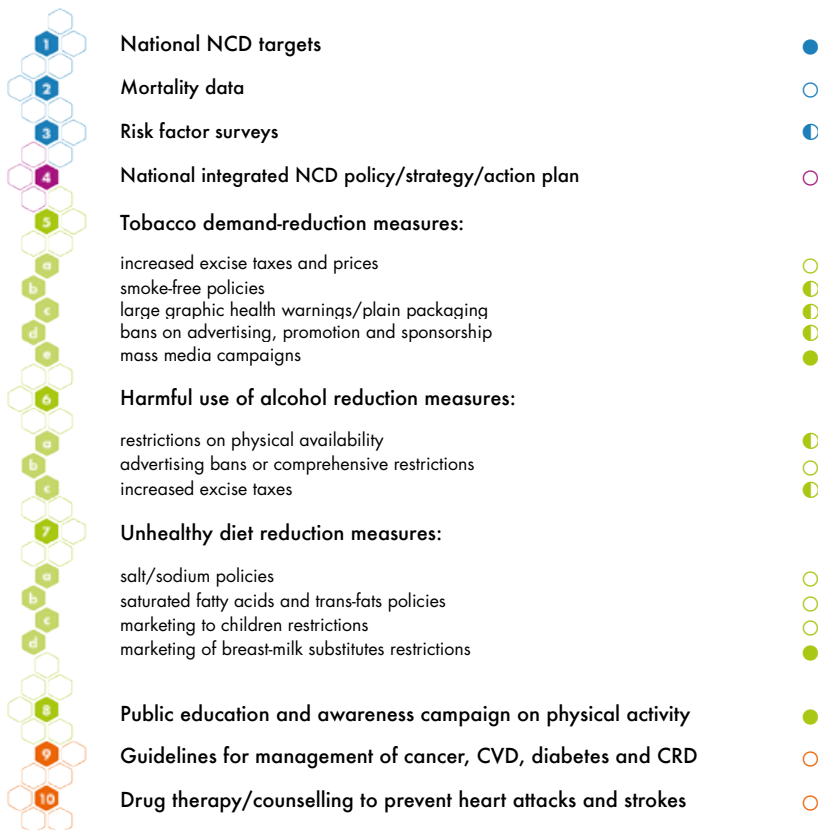 1 National NCD targets
2 Mortality data
3 Risk factor surveys
4 National integrated NCD policy/strategy/action plan
5 Tobacco demand-reduction measures:
a increased excise taxes and prices
b smoke-free policies
c large graphic health warnings/plain packaging
d bans on advertising, promotion and sponsorship
e mass media campaigns
6 Harmful use of alcohol reduction measures:
a restrictions on physical availability
b advertising bans or comprehensive restrictions
c increased excise taxes
7 Unhealthy diet reduction measures:
a salt/sodium policies
b saturated fatty acids and trans-fats policies
c marketing to children restrictions
d marketing of breast-milk substitutes restrictions
8 Public education and awareness campaign on physical activity
9 Guidelines for management of cancer, CVD, diabetes and CRD
10 Drug therapy/counselling to prevent heart attacks and strokes